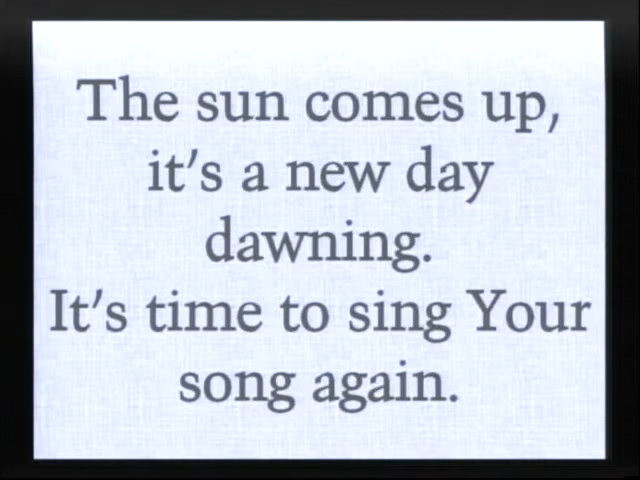 The sun comes up,
it's a new day
dawning.
It's time to sing Your
song again.